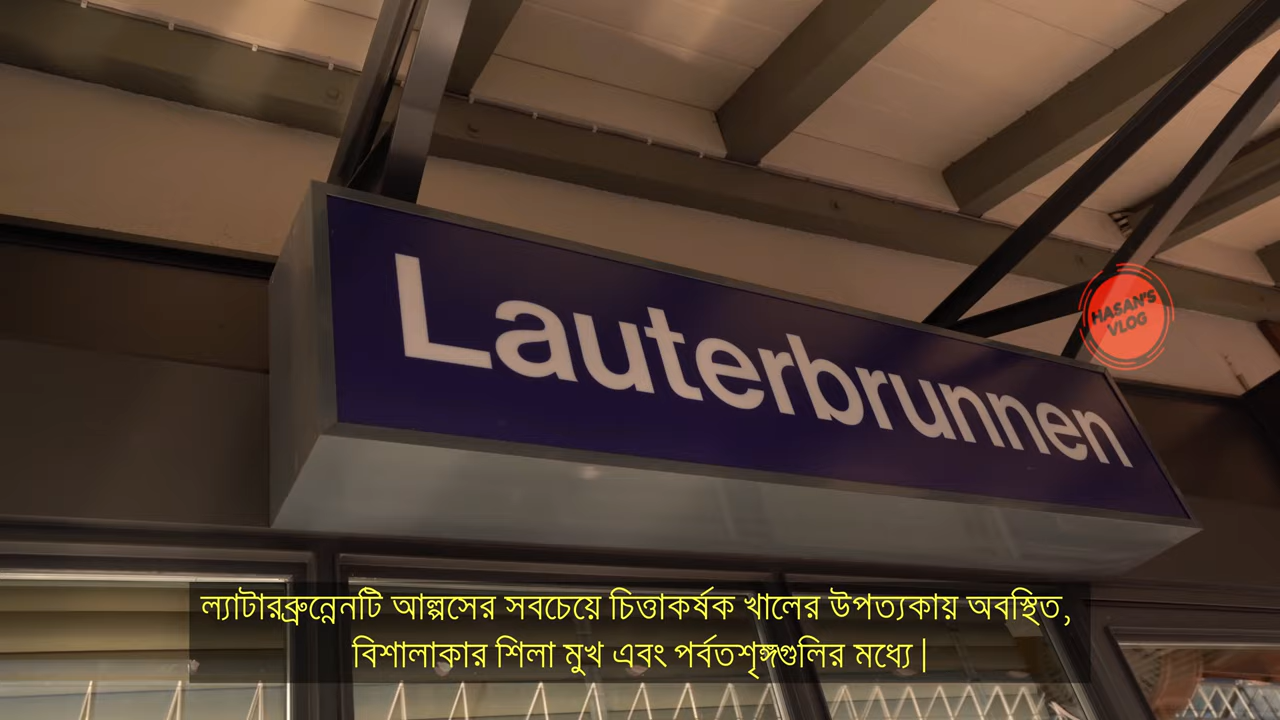 Lauterbrunnen
HASAN'S
VLOG
ল্যাটারব্রুন্নেনটি আল্পসের সবচেয়ে চিত্তাকর্ষক খালের উপত্যকায় অবস্থিত,
বিশালাকার শিলা মুখ এবং পর্বতশৃঙ্গগুলির মধ্যে |